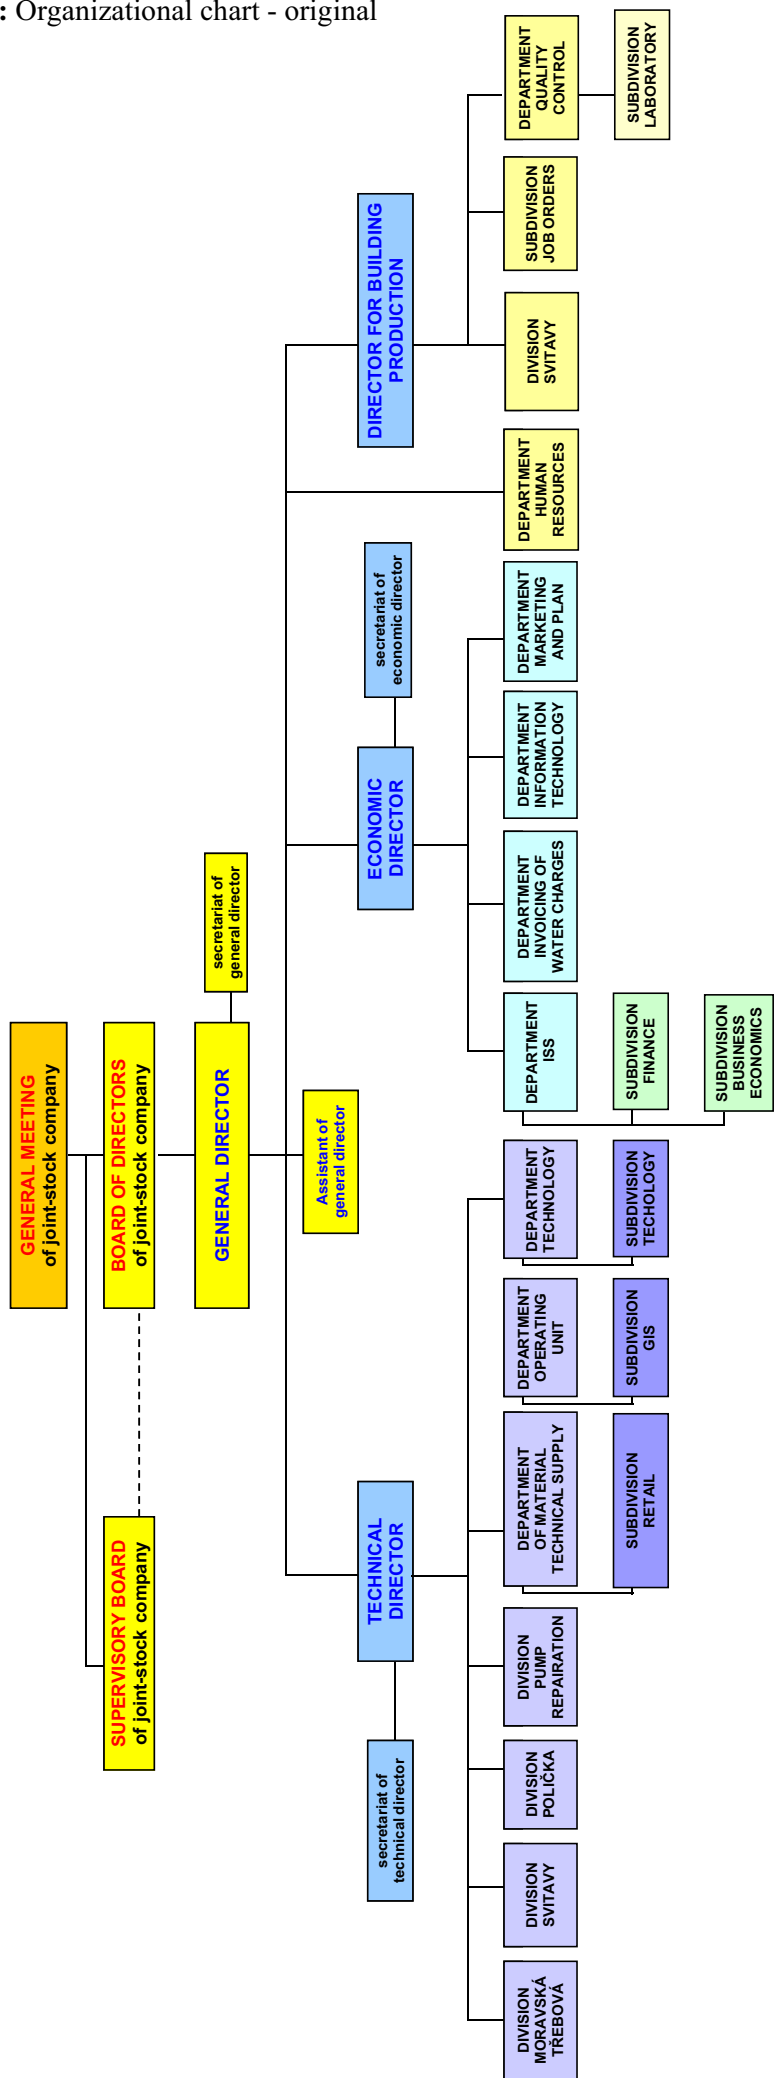 : Organizational chart - original
GENERAL MEETING
of joint-stock company
SUPERVISORY BOARD
of joint-stock company
BOARD OF DIRECTORS
of joint-stock company
GENERAL DIRECTOR
secretariat of
general director
Assistant of
general director
TECHNICAL
DIRECTOR
secretariat of
technical director
ECONOMIC
DIRECTOR
secretariat of
economic director
DIRECTOR FOR BUILDING
PRODUCTION
DIVISION
MORAVSKÁ
TŘEBOVÁ
DIVISION
SVITAVY
DIVISION
POLIČKA
DIVISION
PUMP
REPAIRATION
DEPARTMENT
OF MATERIAL
TECHNICAL SUPPLY
DEPARTMENT
OPERATING
UNIT
DEPARTMENT
TECHNOLOGY
DEPARTMENT
ISS
DEPARTMENT
INVOICING OF
WATER CHARGES
DEPARTMENT
INFORMATION
TECHNOLOGY
DEPARTMENT
MARKETING
AND PLAN
DEPARTMENT
HUMAN
RESOURCES
DIVISION
SVITAVY
SUBDIVISION
JOB ORDERS
DEPARTMENT
QUALITY
CONTROL
SUBDIVISION
RETAIL
SUBDIVISION
GIS
SUBDIVISION
TECHOLOGY
SUBDIVISION
FINANCE
SUBDIVISION
BUSINESS
ECONOMICS
SUBDIVISION
LABORATORY